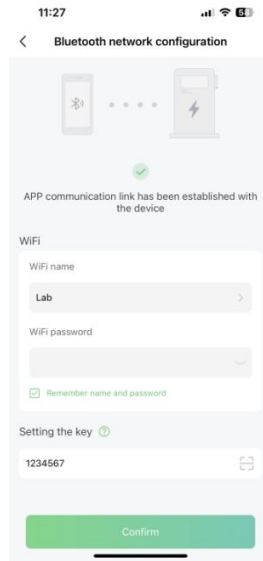 11:27
Bluetooth network configuration
APP communication link has been established with
the device
WiFi
WiFi name
Lab
WiFi password
Remember name and password
Setting the key
1234567
Confirm